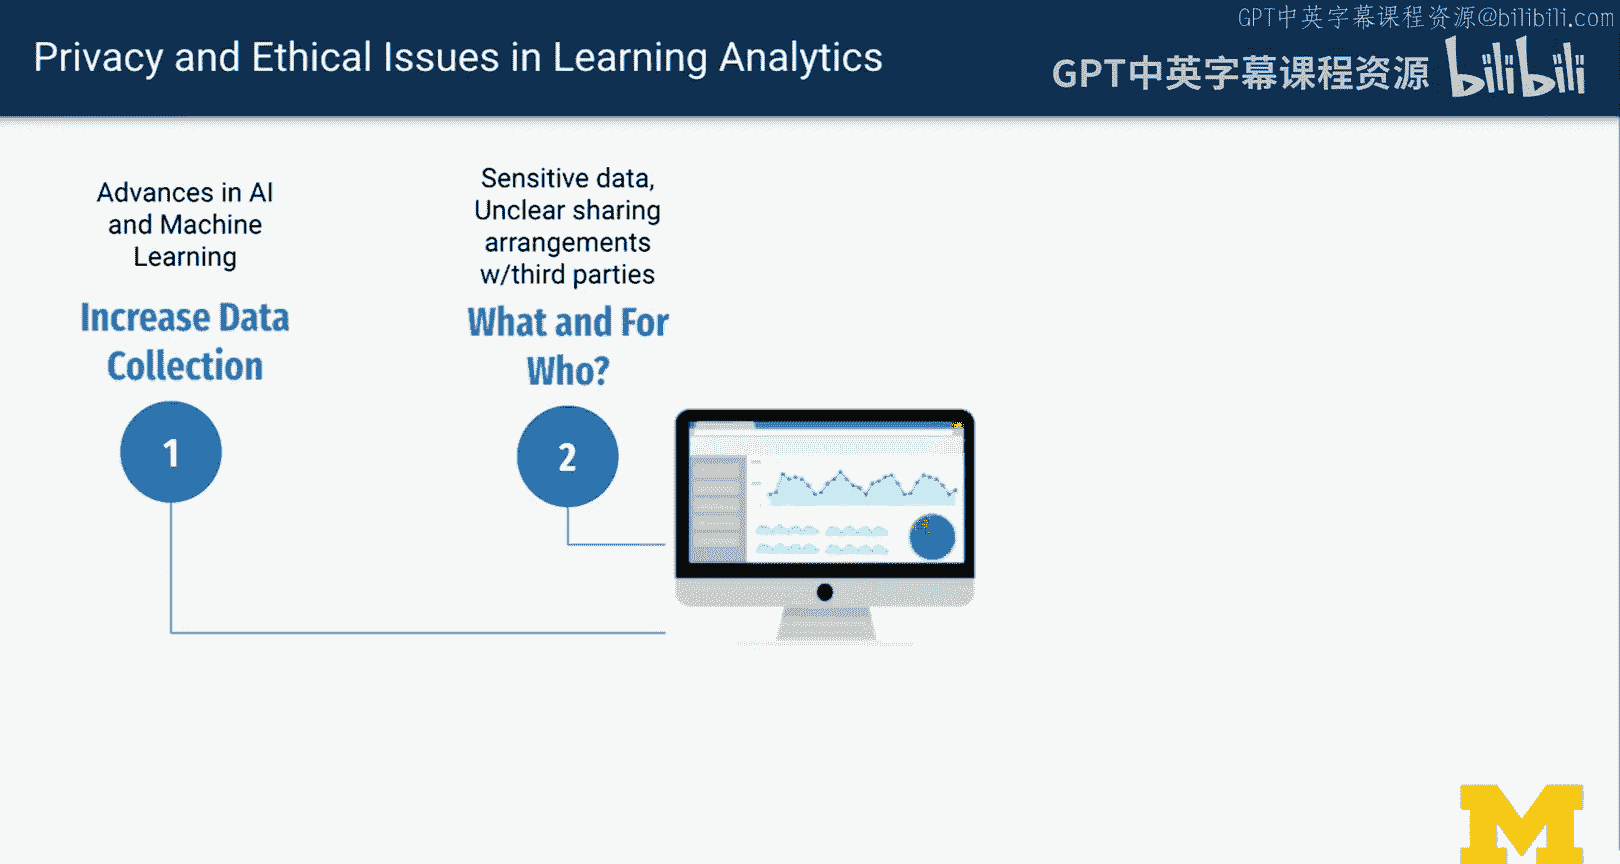 GPT中英字幕课程资源@bilibili.com
Privacy and Ethical Issues in Learning Analytics
GPT中英字幕课程资源 bilibili
Advances in AI
and Machine
Learning
Increase Data
Collection
1
Sensitive data,
Unclear sharing
arrangements
w/third parties
What and For
Who?
2
M